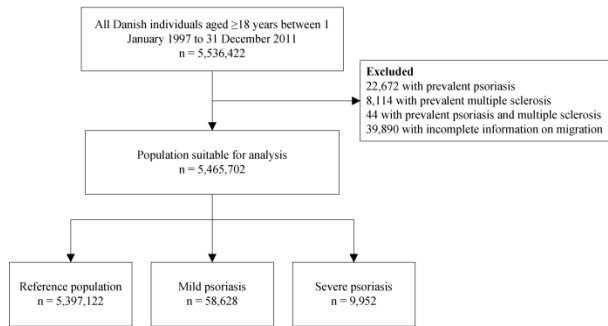 All Danish individuals aged ≥18 years between 1
January 1997 to 31 December 2011
n = 5,536,422
Excluded
22,672 with prevalent psoriasis
8,114 with prevalent multiple sclerosis
44 with prevalent psoriasis and multiple sclerosis
39,890 with incomplete information on migration
Population suitable for analysis
n = 5,465,702
Reference population
n = 5,397,122
Mild psoriasis
n = 58,628
Severe psoriasis
n = 9,952